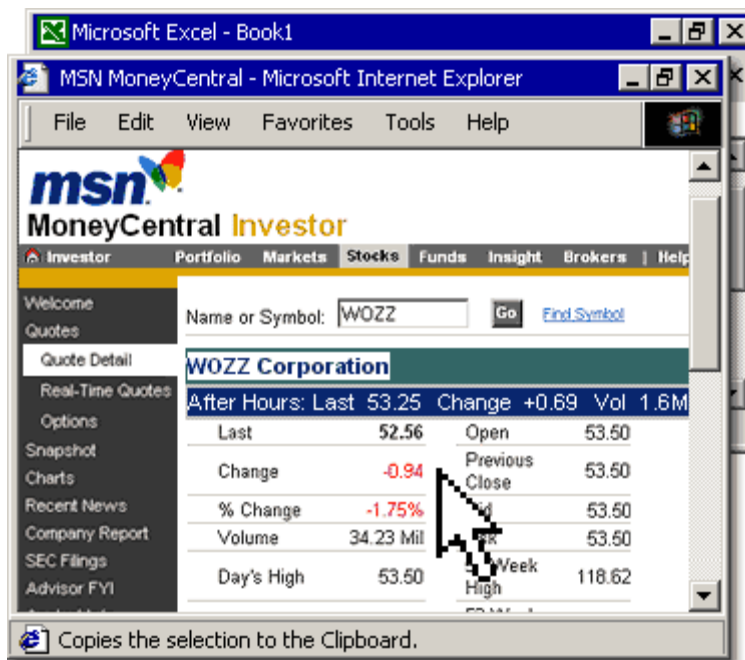 Microsoft Excel - Book1
MSN MoneyCentral - Microsoft Internet Explorer
File Edit View Favorites Tools Help
msn
MoneyCentral Investor
Investor Portfolio Markets Stocks Funds Insight Brokers | Help
Welcome
Quotes
Quote Detail
Real-Time Quotes
Options
Snapshot
Charts
Recent News
Company Report
SEC Filings
Advisor FYI
Name or Symbol: WOZZ Go Find Symbol
WOZZ Corporation
After Hours: Last 53.25 Change +0.69 Vol 1.6M
Last 52.56 Open 53.50
Change -0.94 Previous Close 53.50
% Change -1.75% 53.50
Volume 34.23 Mil 53.50
Day's High 53.50 Week High 118.62
Copies the selection to the Clipboard.